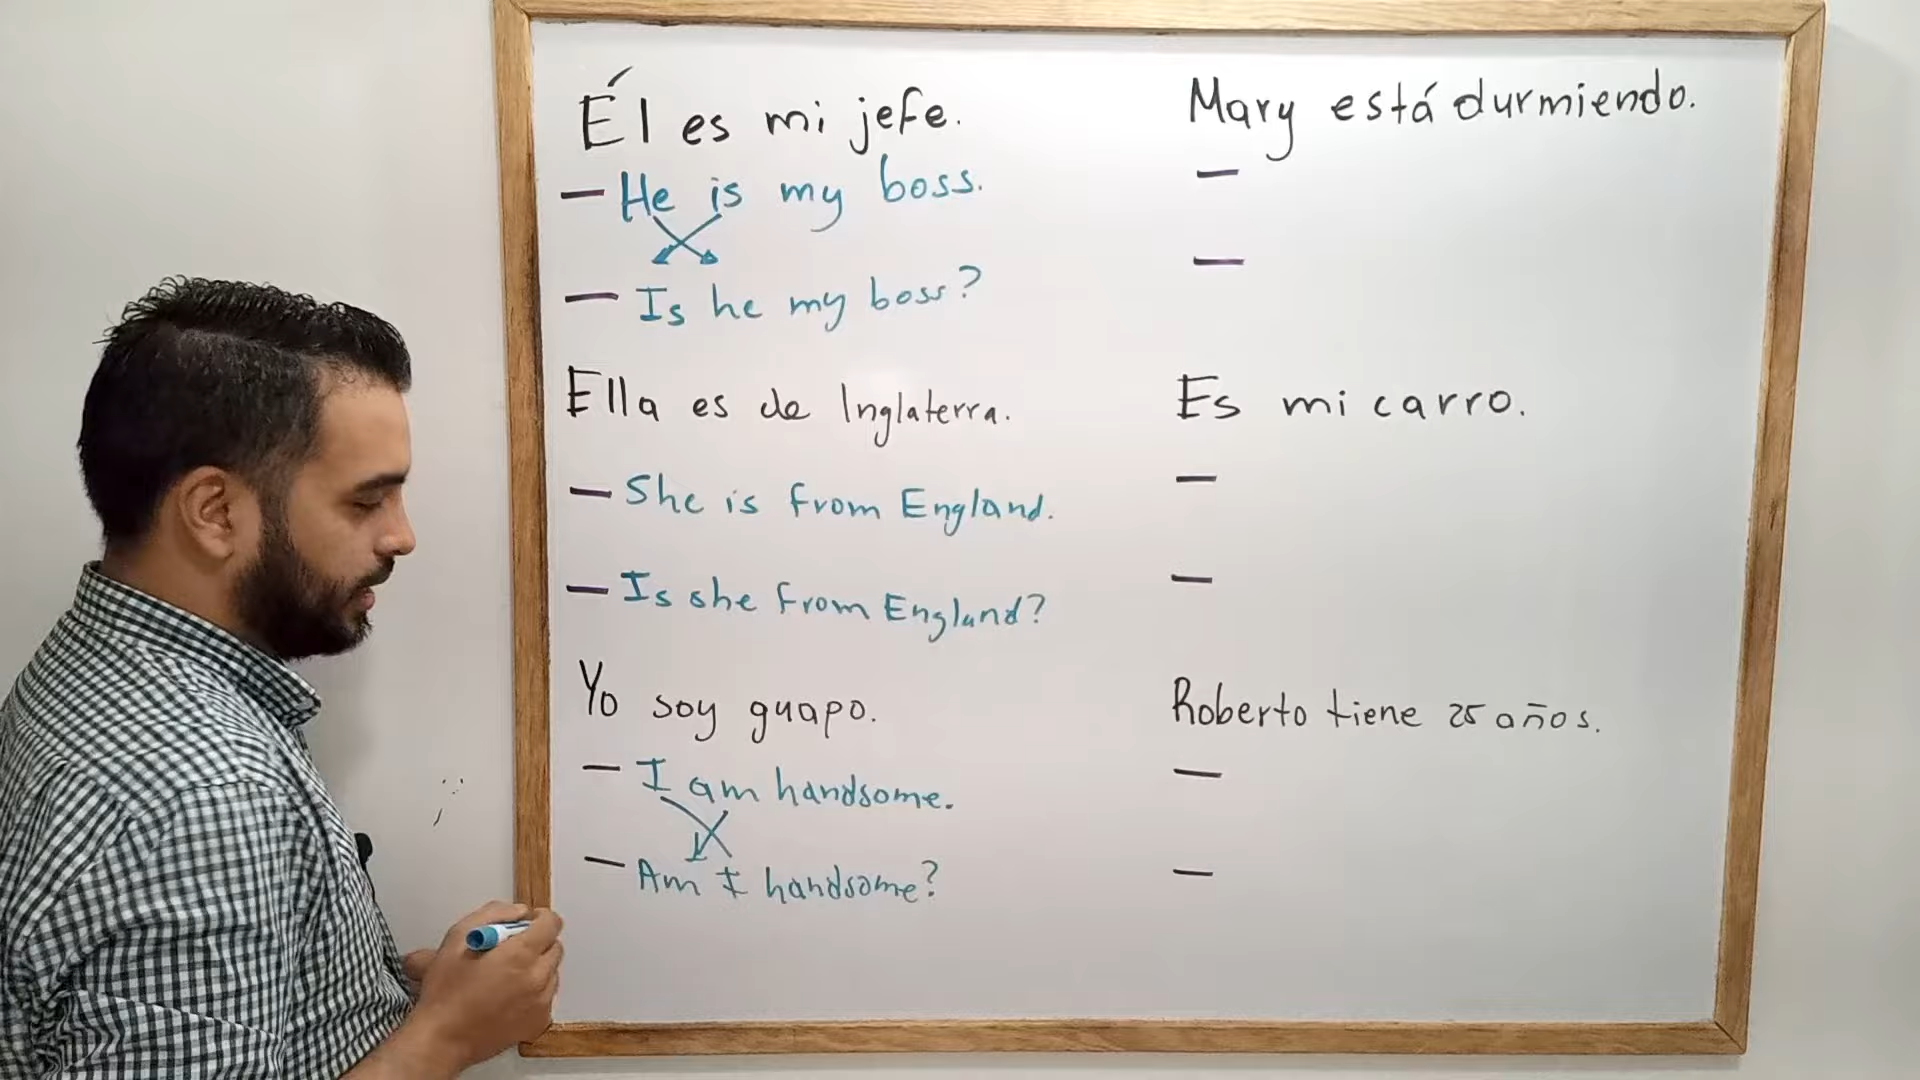 Él es mi jefe.
– He is my boss.
– Is he my boss?
Ella es de Inglaterra.
– She is from England.
– Is she from England?
Yo soy guapo.
– I am handsome.
– Am I handsome?
Mary está durmiendo.
–
–
Es mi carro.
–
–
Roberto tiene 25 años.
–
–